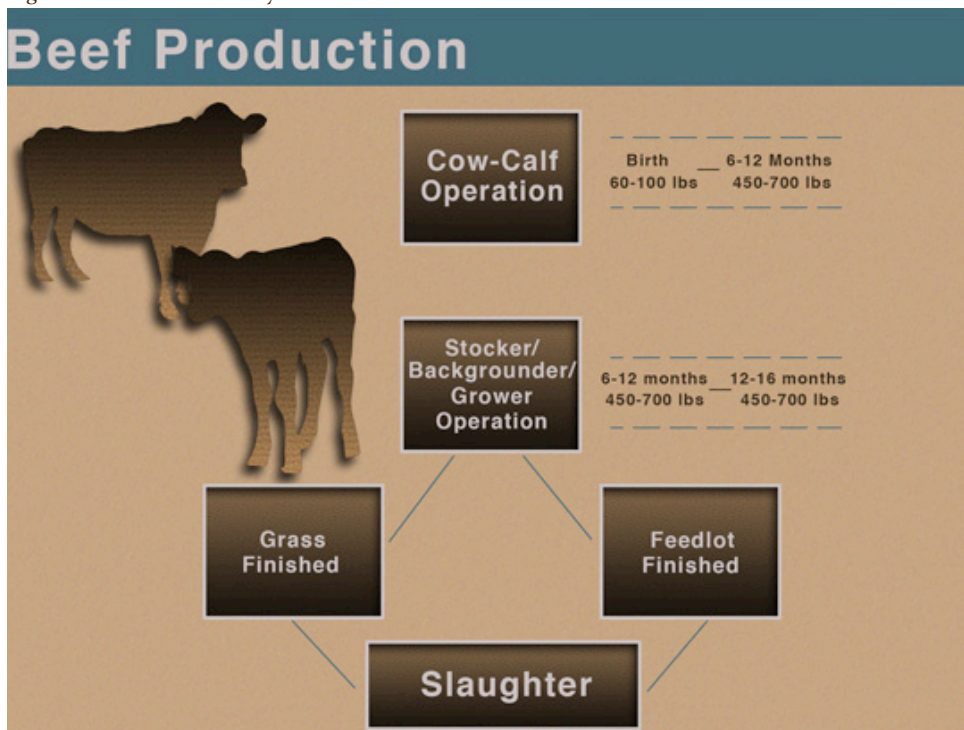 Beef Production
Cow-Calf
Operation
Birth — 6-12 Months
60-100 lbs 450-700 lbs
Stocker/
Backgrounder/
Grower
Operation
6-12 months — 12-16 months
450-700 lbs 450-700 lbs
Grass
Finished
Feedlot
Finished
Slaughter